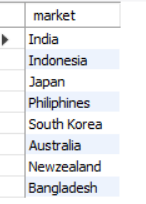 market
India
Indonesia
Japan
Philiphines
South Korea
Australia
Newzealand
Bangladesh